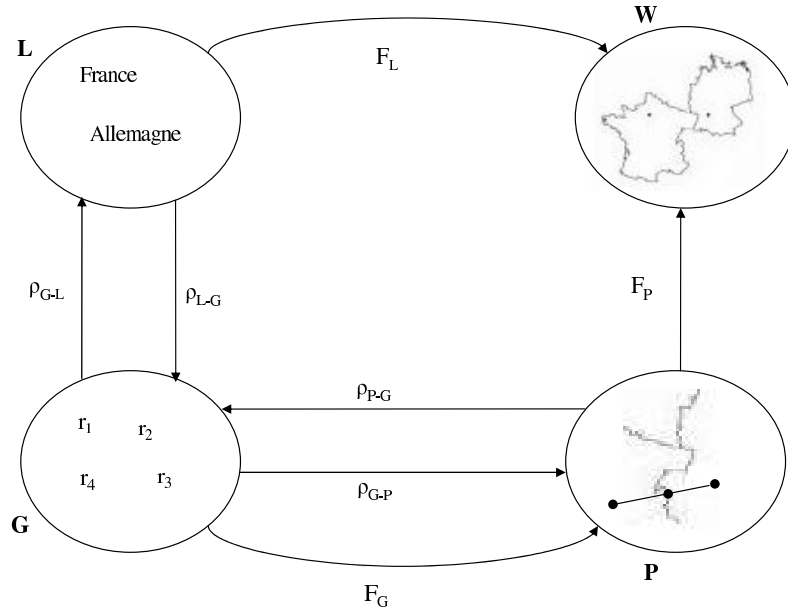 L
W
France
Allemagne
F_L
ρ_G-L
ρ_L-G
F_P
ρ_P-G
r_1
r_2
r_4
r_3
ρ_G-P
G
P
F_G